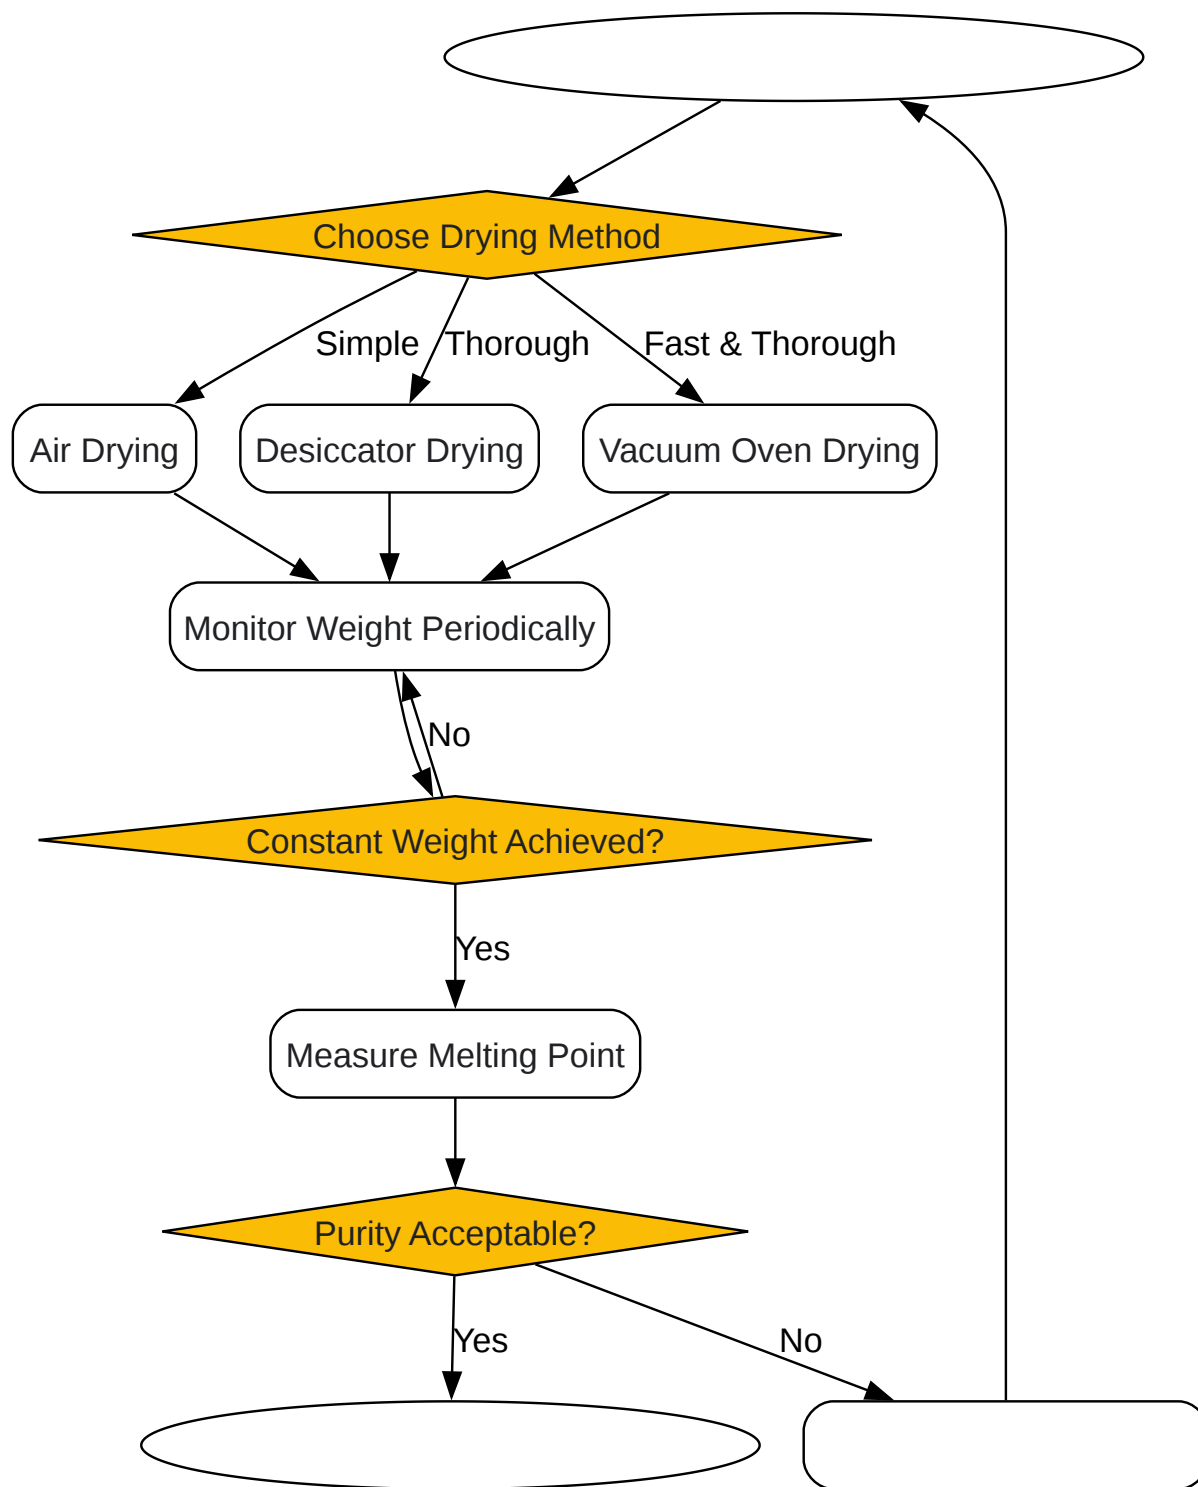 Choose Drying Method
Simple
Thorough
Fast & Thorough
Air Drying
Desiccator Drying
Vacuum Oven Drying
Monitor Weight Periodically
No
Constant Weight Achieved?
Yes
Measure Melting Point
Purity Acceptable?
Yes
No